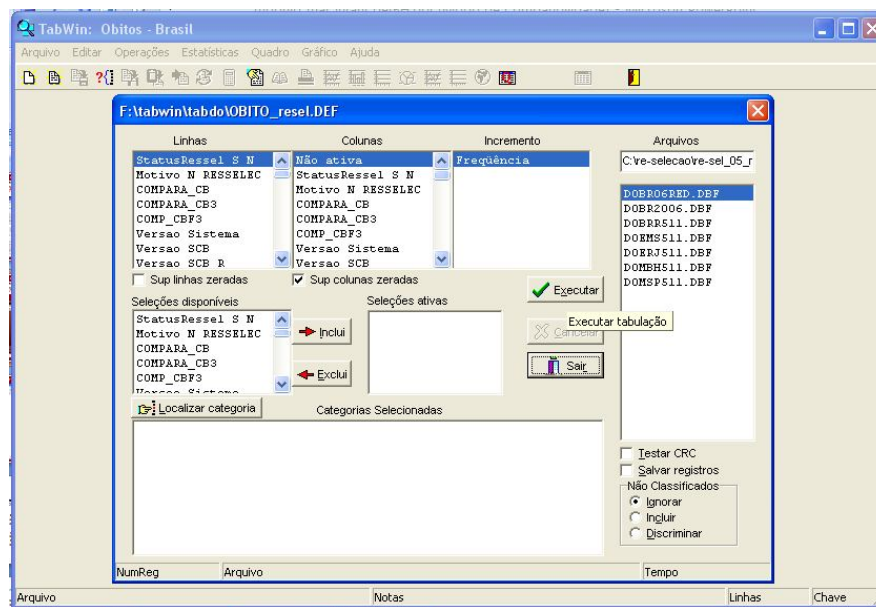 TabWin: Obitos - Brasil
Arquivo Editar Operações Estatísticas Quadro Gráfico Ajuda
F:\tabwin\tabdo\OBITO_resel.DEF
Linhas Colunas Incremento Arquivos
StatusRessel S N
Motivo N RESSELEC
COMPARA_CB
COMPARA_CB3
COMP_CBF3
Versao Sistema
Versao SCB
Versao SCB R
Não ativa
StatusRessel S N
Motivo N RESSELEC
COMPARA_CB
COMPARA_CB3
COMP_CBF3
Versao Sistema
Versao SCB
Freqüência
C:\re-selecao\re-sel_05_r
DOBR06RED.DBF
DOBR2006.DBF
DOBRR511.DBF
DOEMS511.DBF
DOERJ511.DBF
DOMBH511.DBF
DOMSP511.DBF
Sup linhas zeradas Sup colunas zeradas
Executar
Executar tabulação
Cancelar
Sair
Seleções disponíveis Seleções ativas
StatusRessel S N
Motivo N RESSELEC
COMPARA_CB
COMPARA_CB3
COMP_CBF3
Versao Sistema
Inclui
Exclui
Localizar categoria Categorias Selecionadas
Testar CRC
Salvar registros
Não Classificados
Ignorar
Incluir
Discriminar
NumReg Arquivo Tempo
Arquivo Notas Linhas Chave